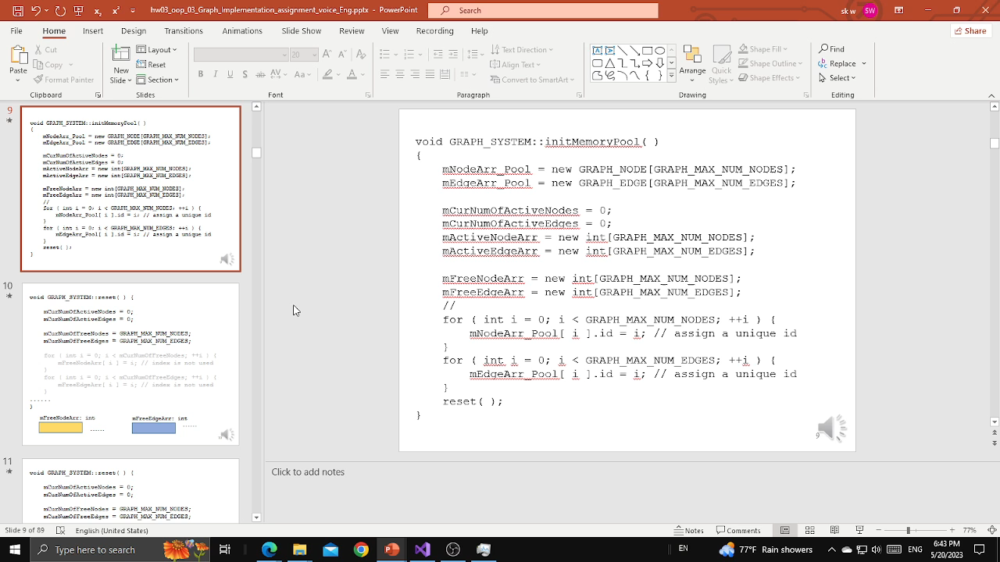 hw03_oop_03_Graph_Implementation_assignment_voice_Eng.pptx - PowerPoint
Search
sk w
SW
File Home Insert Design Transitions Animations Slide Show Review View Recording Help
Share
Paste
Cut
Copy
Format Painter
Clipboard
New Slide
Layout
Reset
Section
Slides
20
Font
Paragraph
Text Direction
Align Text
Convert to SmartArt
Arrange
Quick Styles
Shape Fill
Shape Outline
Shape Effects
Drawing
Find
Replace
Select
Editing
9
void GRAPH_SYSTEM::initMemoryPool( )
{
mNodeArr_Pool = new GRAPH_NODE[GRAPH_MAX_NUM_NODES];
mEdgeArr_Pool = new GRAPH_EDGE[GRAPH_MAX_NUM_EDGES];
mCurNumOfActiveNodes = 0;
mCurNumOfActiveEdges = 0;
mActiveNodeArr = new int[GRAPH_MAX_NUM_NODES];
mActiveEdgeArr = new int[GRAPH_MAX_NUM_EDGES];
mFreeNodeArr = new int[GRAPH_MAX_NUM_NODES];
mFreeEdgeArr = new int[GRAPH_MAX_NUM_EDGES];
//
for ( int i = 0; i < GRAPH_MAX_NUM_NODES; ++i ) {
mNodeArr_Pool[ i ].id = i; // assign a unique id
}
for ( int i = 0; i < GRAPH_MAX_NUM_EDGES; ++i ) {
mEdgeArr_Pool[ i ].id = i; // assign a unique id
}
reset( );
}
10
void GRAPH_SYSTEM::reset( ) {
mCurNumOfActiveNodes = 0;
mCurNumOfActiveEdges = 0;
mCurNumOfFreeNodes = GRAPH_MAX_NUM_NODES;
mCurNumOfFreeEdges = GRAPH_MAX_NUM_EDGES;
for ( int i = 0; i < mCurNumOfFreeNodes; ++i ) {
mFreeNodeArr[ i ] = i; // index is not used
}
for ( int i = 0; i < mCurNumOfFreeEdges; ++i ) {
mFreeEdgeArr[ i ] = i; // index is not used
}
......
}
mFreeNodeArr: int
......
mFreeEdgeArr: int
......
11
void GRAPH_SYSTEM::reset( ) {
mCurNumOfActiveNodes = 0;
mCurNumOfActiveEdges = 0;
mCurNumOfFreeNodes = GRAPH_MAX_NUM_NODES;
mCurNumOfFreeEdges = GRAPH_MAX_NUM_EDGES;
void GRAPH_SYSTEM::initMemoryPool( )
{
mNodeArr_Pool = new GRAPH_NODE[GRAPH_MAX_NUM_NODES];
mEdgeArr_Pool = new GRAPH_EDGE[GRAPH_MAX_NUM_EDGES];
mCurNumOfActiveNodes = 0;
mCurNumOfActiveEdges = 0;
mActiveNodeArr = new int[GRAPH_MAX_NUM_NODES];
mActiveEdgeArr = new int[GRAPH_MAX_NUM_EDGES];
mFreeNodeArr = new int[GRAPH_MAX_NUM_NODES];
mFreeEdgeArr = new int[GRAPH_MAX_NUM_EDGES];
//
for ( int i = 0; i < GRAPH_MAX_NUM_NODES; ++i ) {
mNodeArr_Pool[ i ].id = i; // assign a unique id
}
for ( int i = 0; i < GRAPH_MAX_NUM_EDGES; ++i ) {
mEdgeArr_Pool[ i ].id = i; // assign a unique id
}
reset( );
}
9
Click to add notes
Slide 9 of 89
English (United States)
Notes
Comments
77%
Type here to search
EN
77°F Rain showers
ENG
6:43 PM
5/20/2023